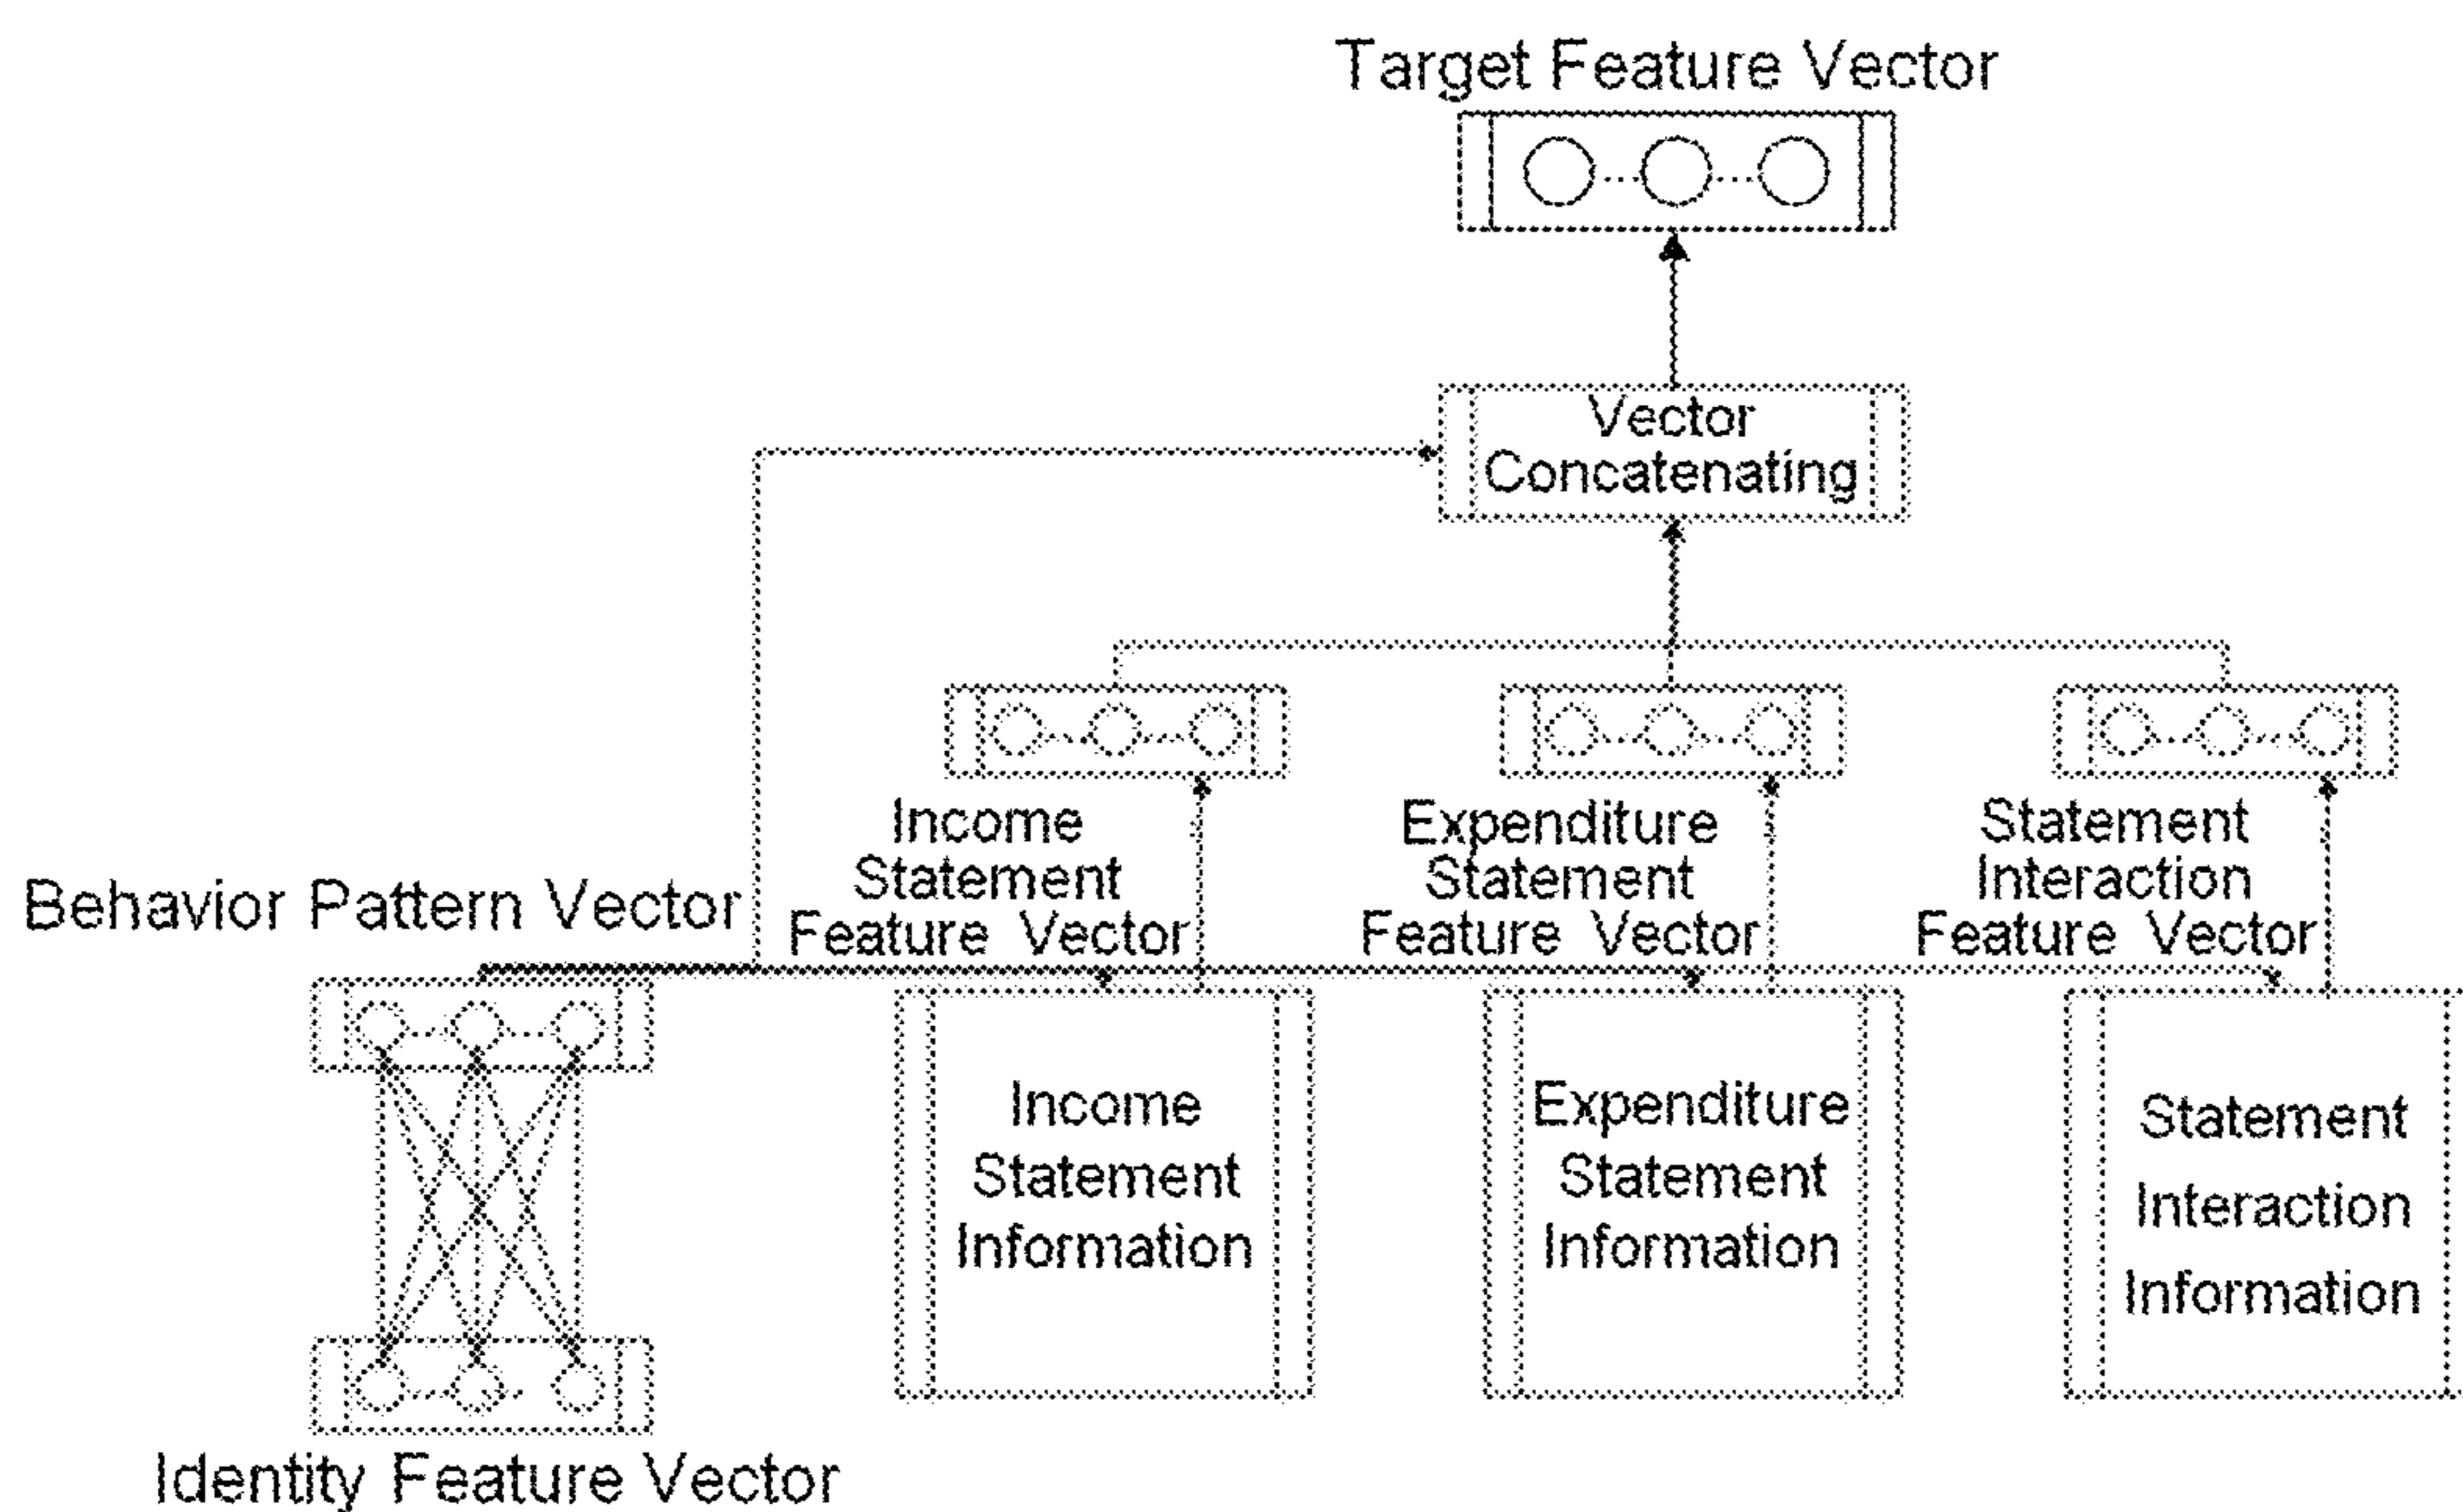 Target Feature Vector
Vector
Concatenating
Income
Statement
Feature Vector
Expenditure
Statement
Feature Vector
Statement
Interaction
Feature Vector
Behavior Pattern Vector
Income
Statement
Information
Expenditure
Statement
Information
Statement
Interaction
Information
Identity Feature Vector